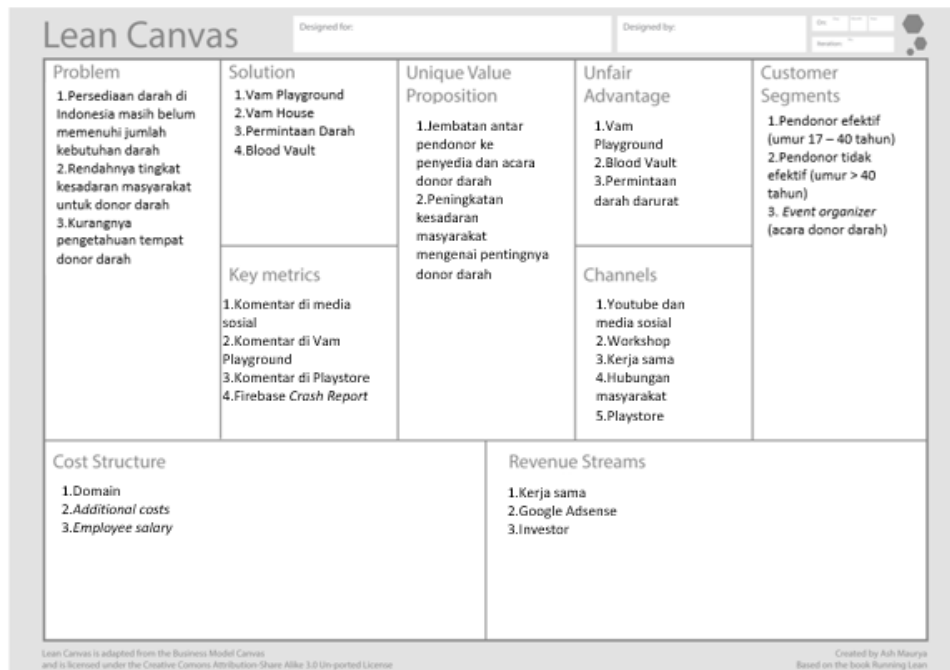 Lean Canvas
Designed for:
Designed by:
On:
Iteration:
Problem
1.Persediaan darah di
Indonesia masih belum
memenuhi jumlah
kebutuhan darah
2.Rendahnya tingkat
kesadaran masyarakat
untuk donor darah
3.Kurangnya
pengetahuan tempat
donor darah
Solution
1.Vam Playground
2.Vam House
3.Permintaan Darah
4.Blood Vault
Key metrics
1.Komentar di media
sosial
2.Komentar di Vam
Playground
3.Komentar di Playstore
4.Firebase Crash Report
Unique Value
Proposition
1.Jembatan antar
pendonor ke
penyedia dan acara
donor darah
2.Peningkatan
kesadaran
masyarakat
mengenai pentingnya
donor darah
Unfair
Advantage
1.Vam
Playground
2.Blood Vault
3.Permintaan
darah darurat
Channels
1.Youtube dan
media sosial
2.Workshop
3.Kerja sama
4.Hubungan
masyarakat
5.Playstore
Customer
Segments
1.Pendonor efektif
(umur 17 – 40 tahun)
2.Pendonor tidak
efektif (umur > 40
tahun)
3. Event organizer
(acara donor darah)
Cost Structure
1.Domain
2.Additional costs
3.Employee salary
Revenue Streams
1.Kerja sama
2.Google Adsense
3.Investor
Lean Canvas is adapted from the Business Model Canvas
and is licensed under the Creative Commons Attribution-Share Alike 3.0 Un-ported License
Created by Ash Maurya
Based on the book Running Lean